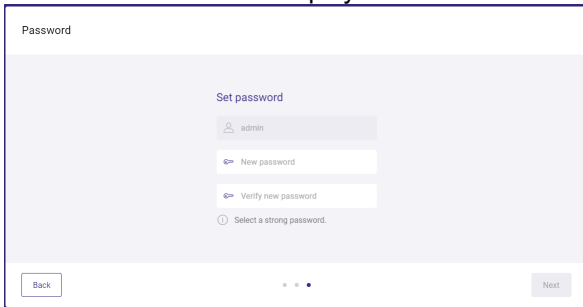 Password
Set password
admin
New password
Verify new password
Select a strong password.
Back
Next